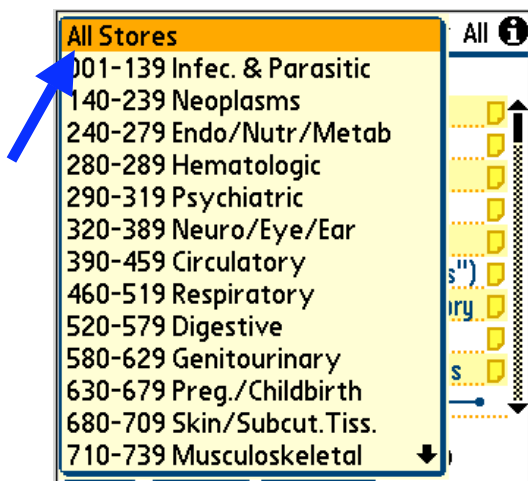 All Stores
All
001-139 Infec. & Parasitic
140-239 Neoplasms
240-279 Endo/Nutr/Metab
280-289 Hematologic
290-319 Psychiatric
320-389 Neuro/Eye/Ear
390-459 Circulatory
s")
460-519 Respiratory
ry
520-579 Digestive
580-629 Genitourinary
s
630-679 Preg./Childbirth
680-709 Skin/Subcut.Tiss.
710-739 Musculoskeletal